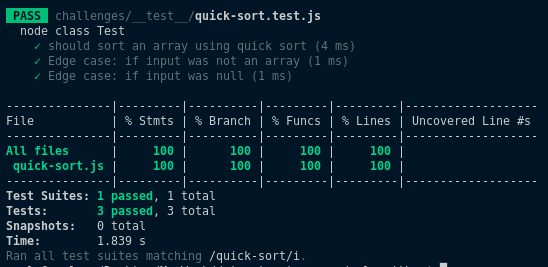 PASS challenges/__test__/quick-sort.test.js
node class Test
✓ should sort an array using quick sort (4 ms)
✓ Edge case: if input was not an array (1 ms)
✓ Edge case: if input was null (1 ms)
---------------|---------|----------|---------|---------|-------------------
File           | % Stmts | % Branch | % Funcs | % Lines | Uncovered Line #s
---------------|---------|----------|---------|---------|-------------------
All files      |     100 |      100 |     100 |     100 |
 quick-sort.js |     100 |      100 |     100 |     100 |
---------------|---------|----------|---------|---------|-------------------
Test Suites: 1 passed, 1 total
Tests:       3 passed, 3 total
Snapshots:   0 total
Time:        1.839 s
Ran all test suites matching /quick-sort/i.